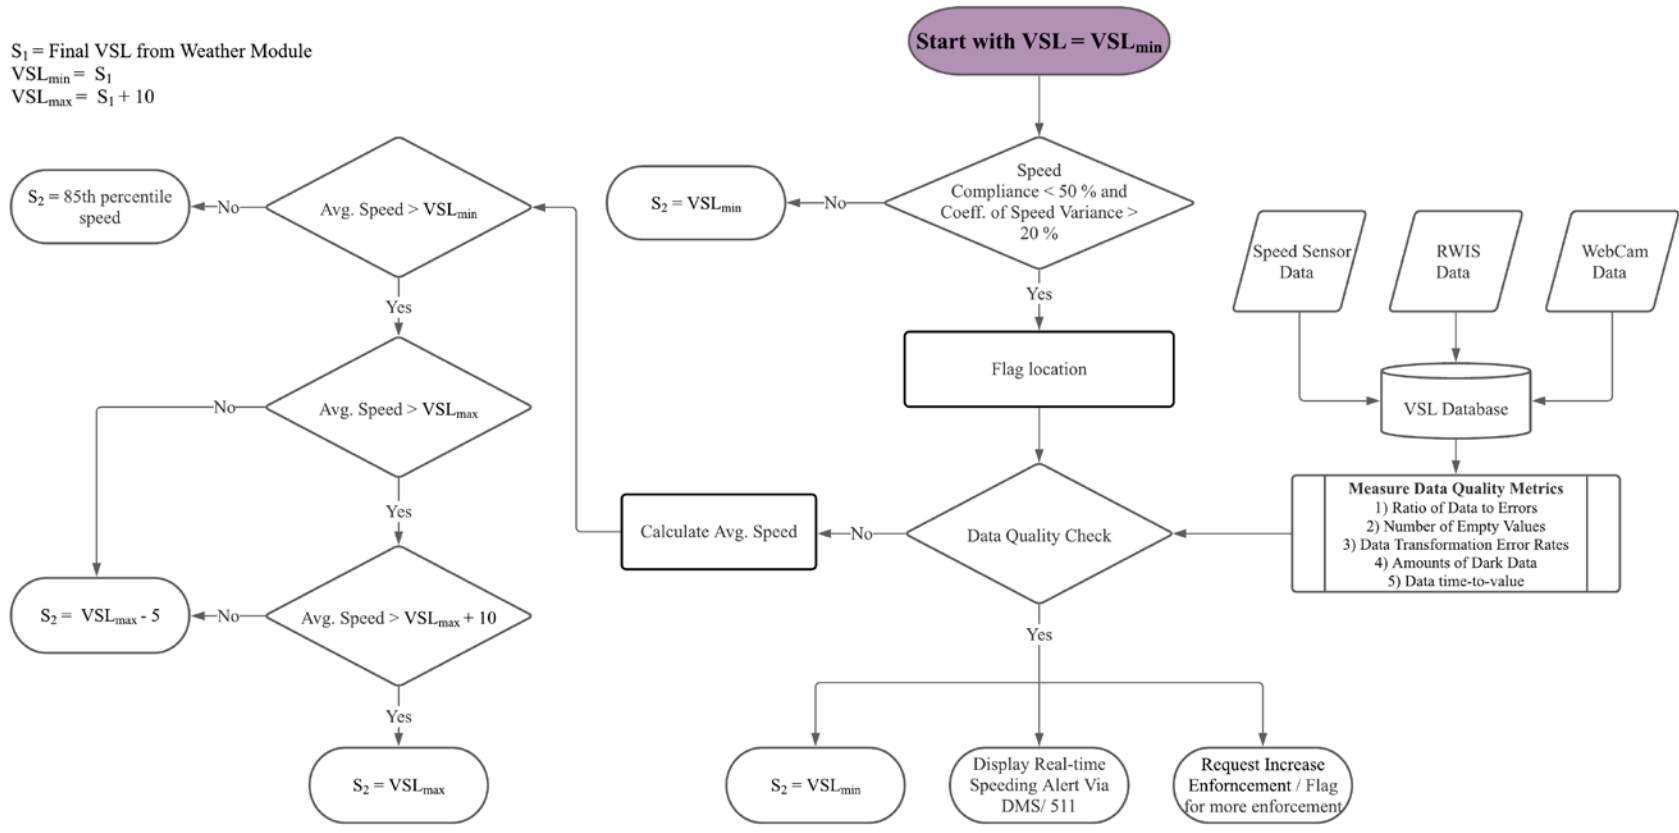 Start with VSL = VSLmin
S1 = Final VSL from Weather Module
VSLmin = S1
VSLmax = S1 + 10
Speed
Compliance < 50 % and
Coeff. of Speed Variance >
20 %
No
S2 = VSLmin
Yes
Flag location
Speed Sensor
Data
RWIS
Data
WebCam
Data
VSL Database
Measure Data Quality Metrics
1) Ratio of Data to Errors
2) Number of Empty Values
3) Data Transformation Error Rates
4) Amounts of Dark Data
5) Data time-to-value
Data Quality Check
No
Calculate Avg. Speed
Yes
S2 = VSLmin
Display Real-time
Speeding Alert Via
DMS/ 511
Request Increase
Enforncement / Flag
for more enforcement
Avg. Speed > VSLmin
No
S2 = 85th percentile
speed
Yes
Avg. Speed > VSLmax
No
Yes
Avg. Speed > VSLmax + 10
No
S2 = VSLmax - 5
Yes
S2 = VSLmax